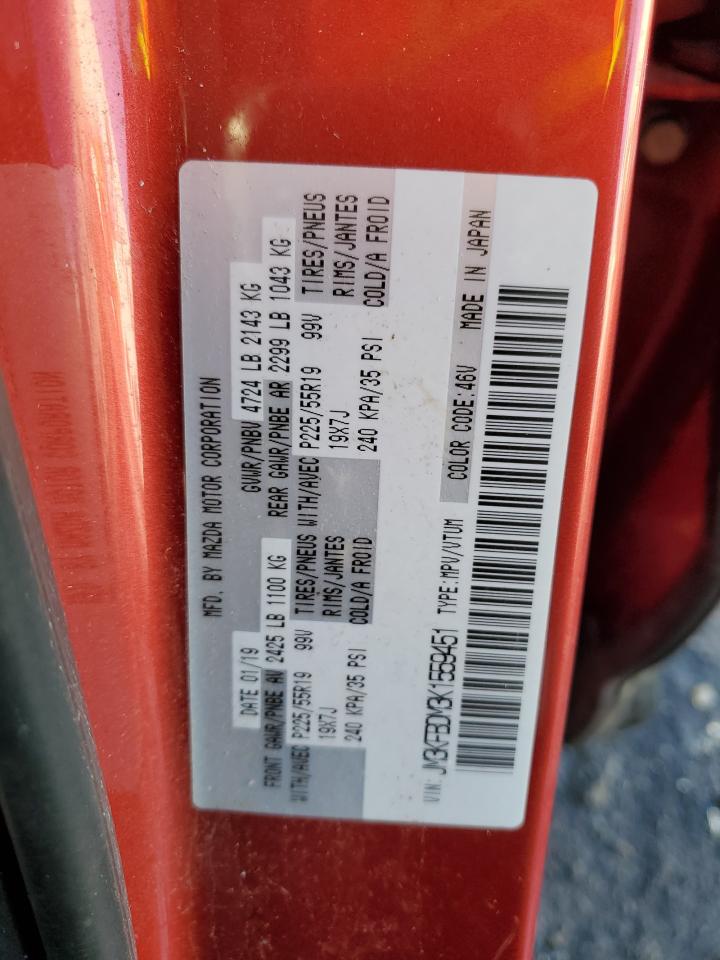 MFD. BY MAZDA MOTOR CORPORATION
DATE 01/19 GVWR/PNBV 4724 LB 2143 KG
FRONT GAWR/PNBE AV 2425 LB 1100 KG REAR GAWR/PNBE AR 2299 LB 1043 KG
WITH/AVEC P225/55R19 99V TIRES/PNEUS WITH/AVEC P225/55R19 99V TIRES/PNEUS
19X7J RIMS/JANTES 19X7J RIMS/JANTES
240 KPA/35 PSI COLD/A FROID 240 KPA/35 PSI COLD/A FROID
VIN: JM3KFBDM3K1559451 TYPE:MPV/VTUM COLOR CODE:46V MADE IN JAPAN